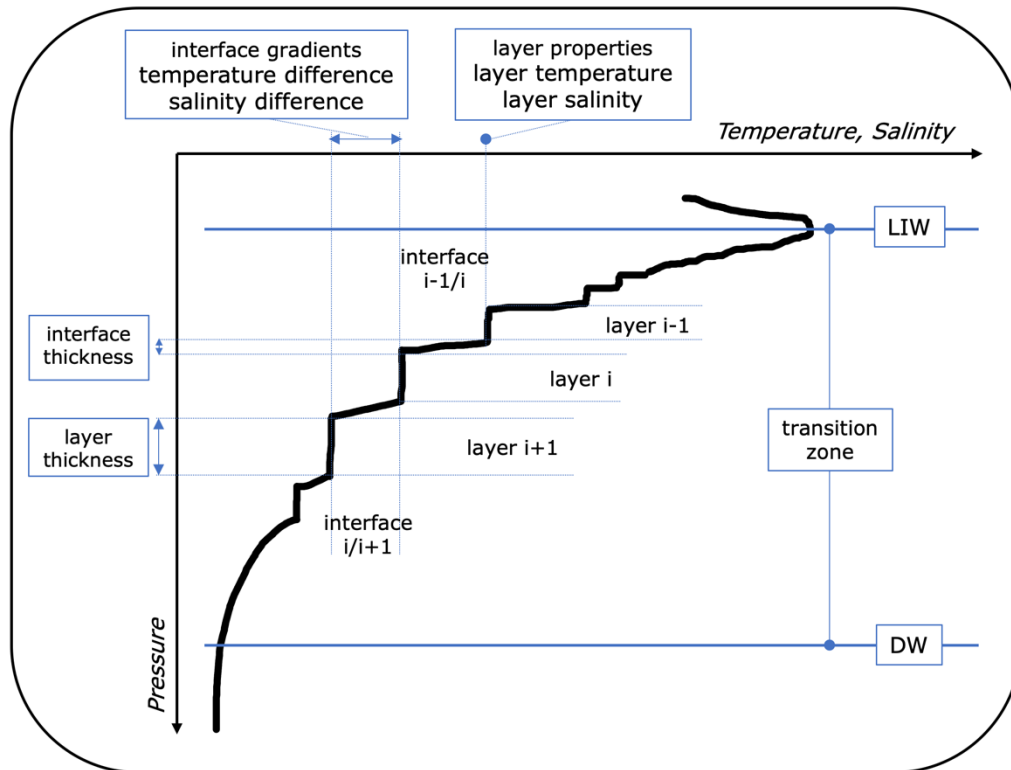 interface gradients
temperature difference
salinity difference
layer properties
layer temperature
layer salinity
Temperature, Salinity
LIW
interface
i-1/i
layer i-1
interface
thickness
layer i
layer
thickness
layer i+1
transition
zone
interface
i/i+1
Pressure
DW